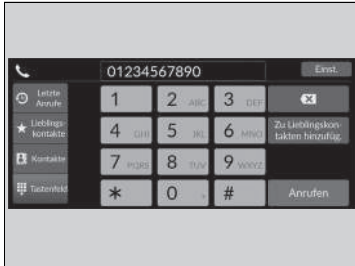 01234567890
Einst.
Letzte
Anrufe
1
2 ABC
3 DEF
Lieblings-
kontakte
4 GHI
5 JKL
6 MNO
Zu Lieblingskon-
takten hinzufüg.
Kontakte
7 PQRS
8 TUV
9 WXYZ
Tastenfeld
*
0 +
#
Anrufen